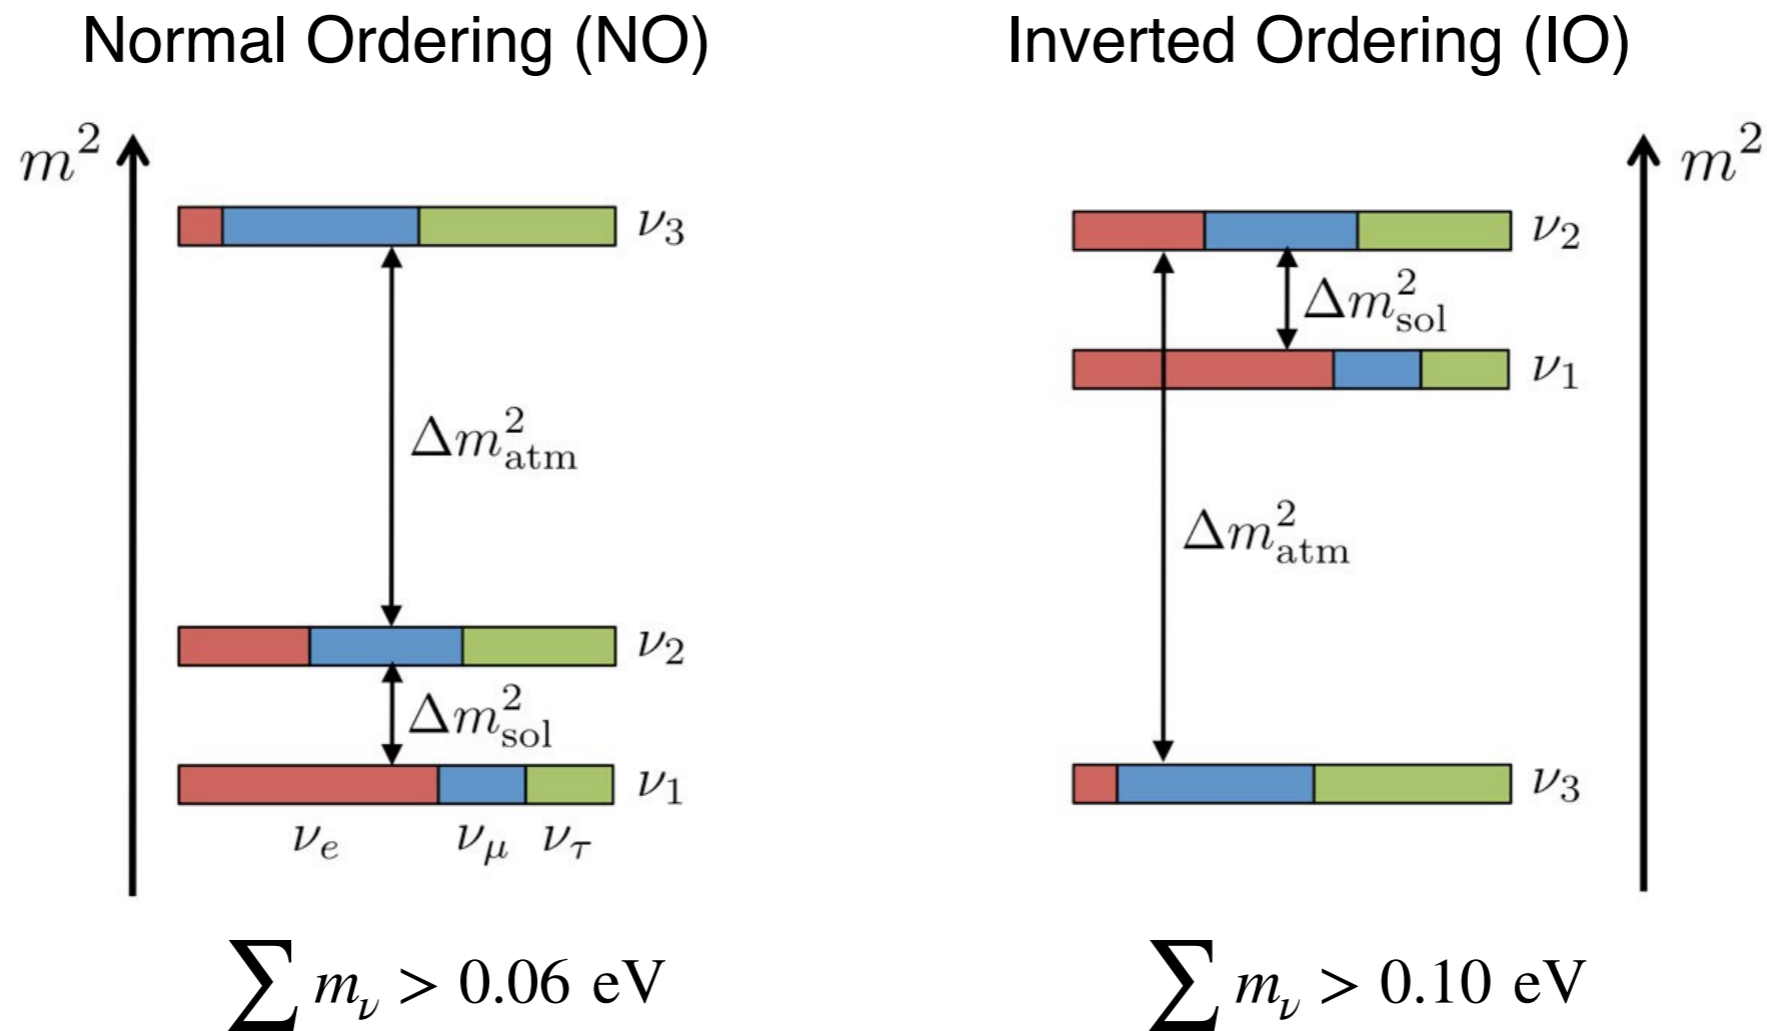 Normal Ordering (NO)
m²
ν₃
Δm²atm
ν₂
Δm²sol
ν₁
νe νμ ντ
∑ mν > 0.06 eV
Inverted Ordering (IO)
m²
ν₂
Δm²sol
ν₁
Δm²atm
ν₃
∑ mν > 0.10 eV